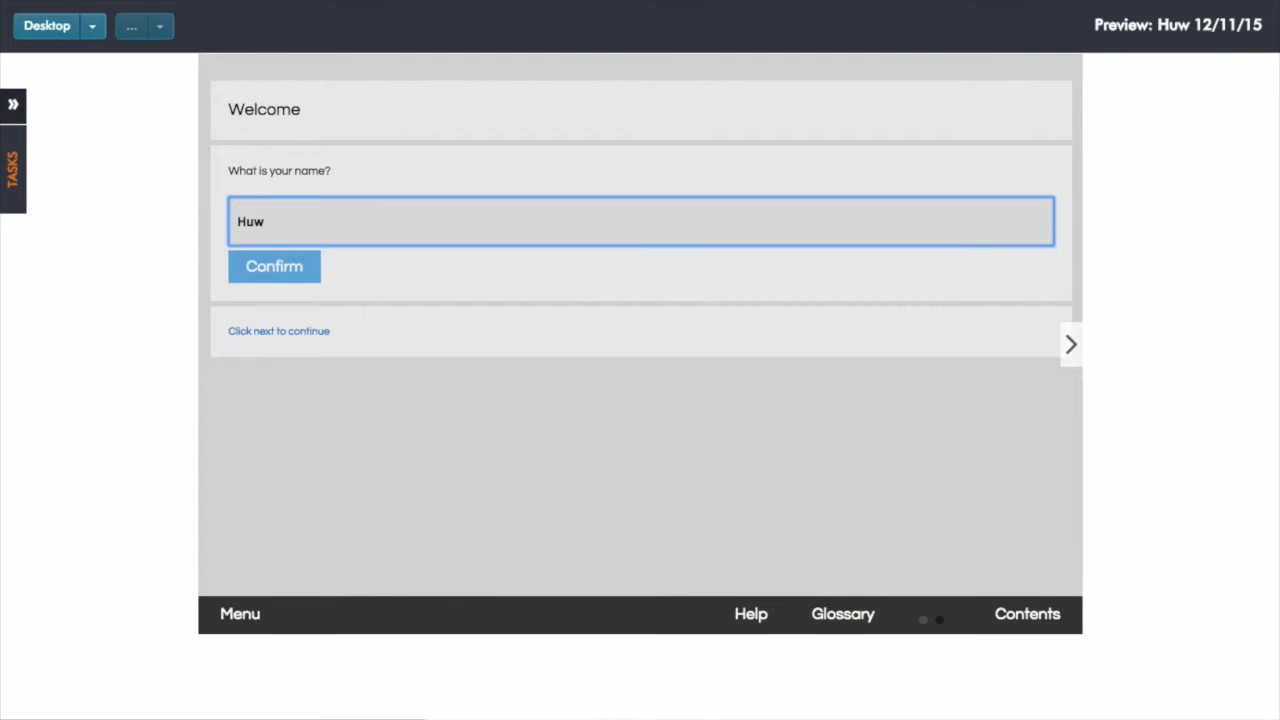 Desktop
...
Preview: Huw 12/11/15
»
TASKS
Welcome
What is your name?
Huw
Confirm
Click next to continue
Menu
Help
Glossary
Contents